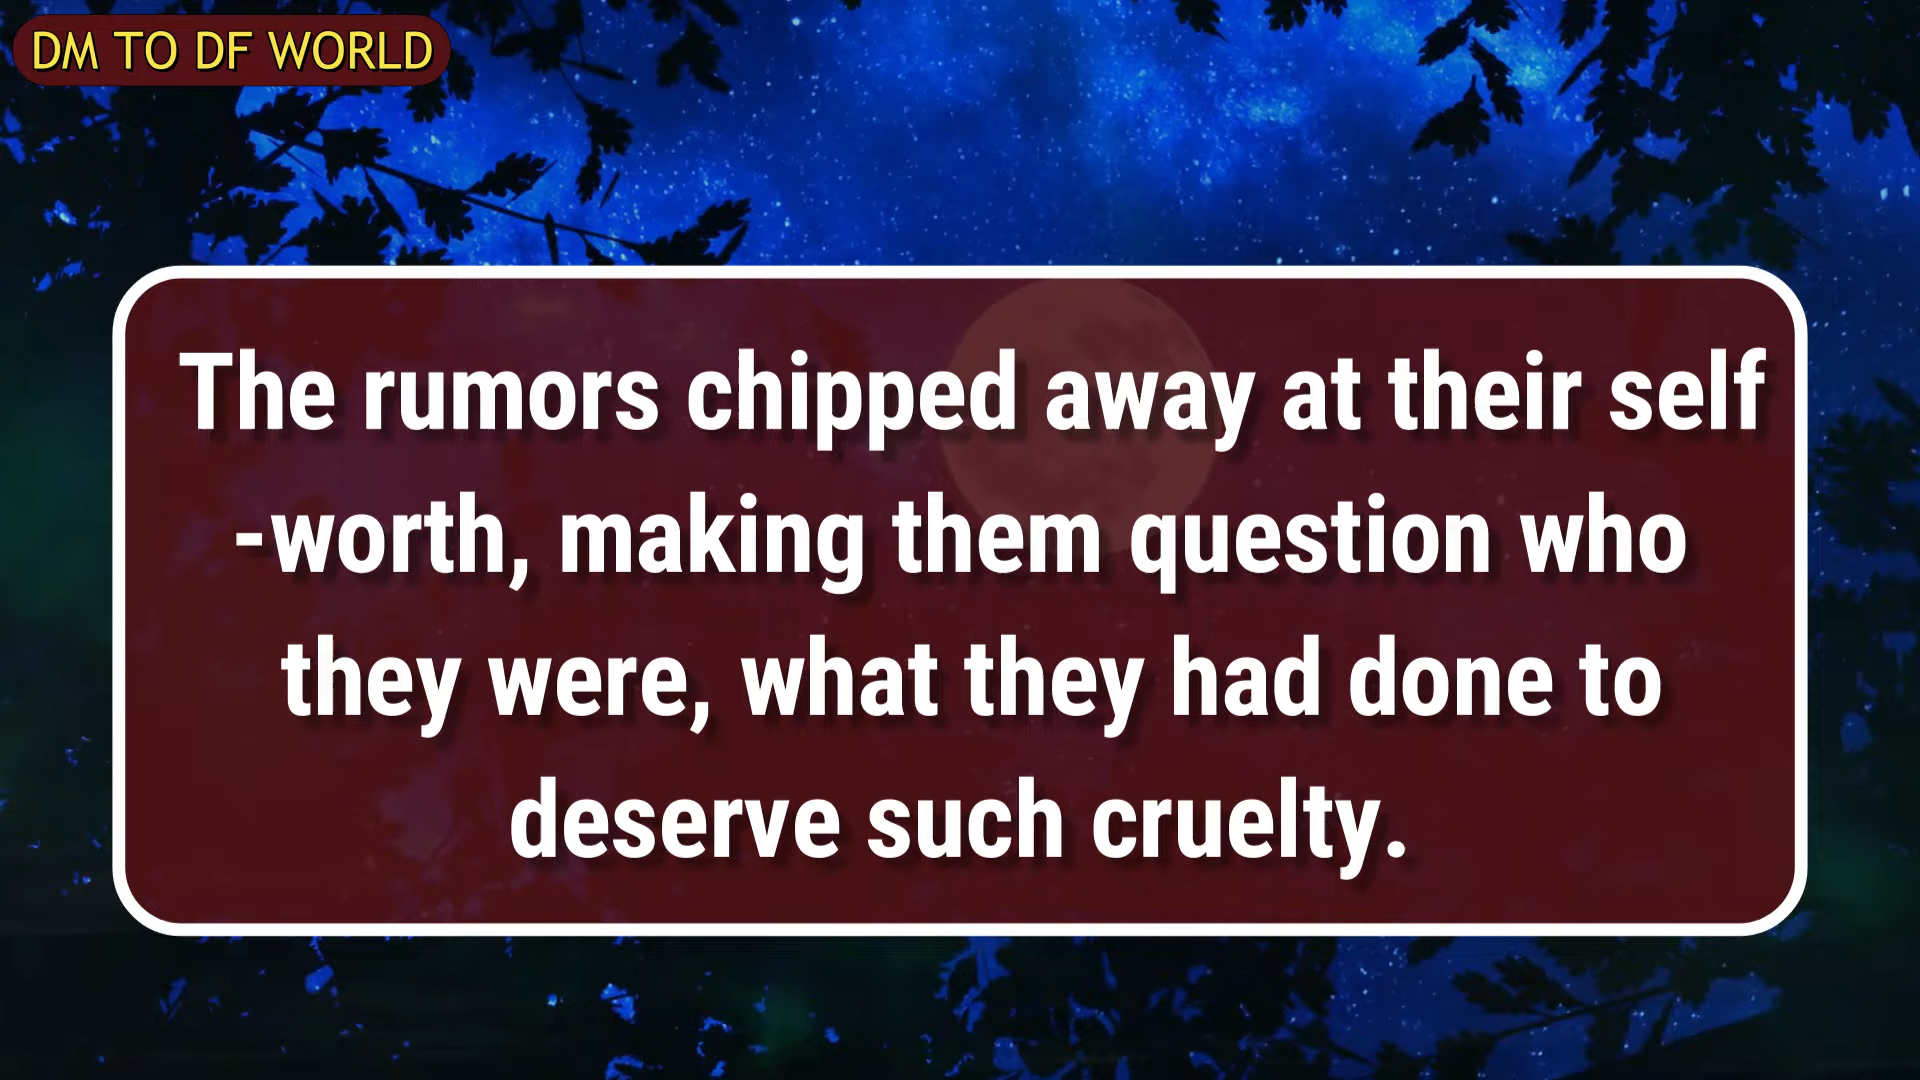 DM TO DF WORLD
The rumors chipped away at their self
-worth, making them question who
they were, what they had done to
deserve such cruelty.